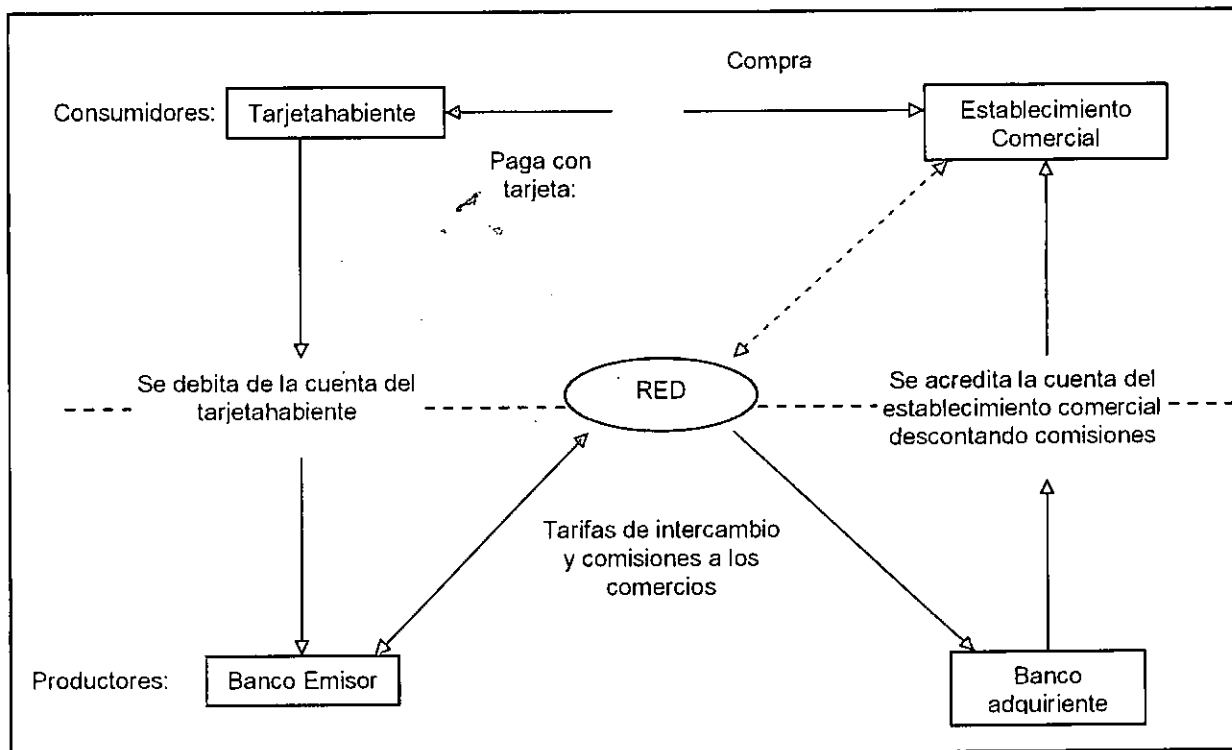 Compra
Consumidores:
Tarjetahabiente
Establecimiento
Comercial
Paga con
tarjeta:
Se debita de la cuenta del
tarjetahabiente
RED
Se acredita la cuenta del
establecimiento comercial
descontando comisiones
Tarifas de intercambio
y comisiones a los
comercios
Productores:
Banco Emisor
Banco
adquiriente